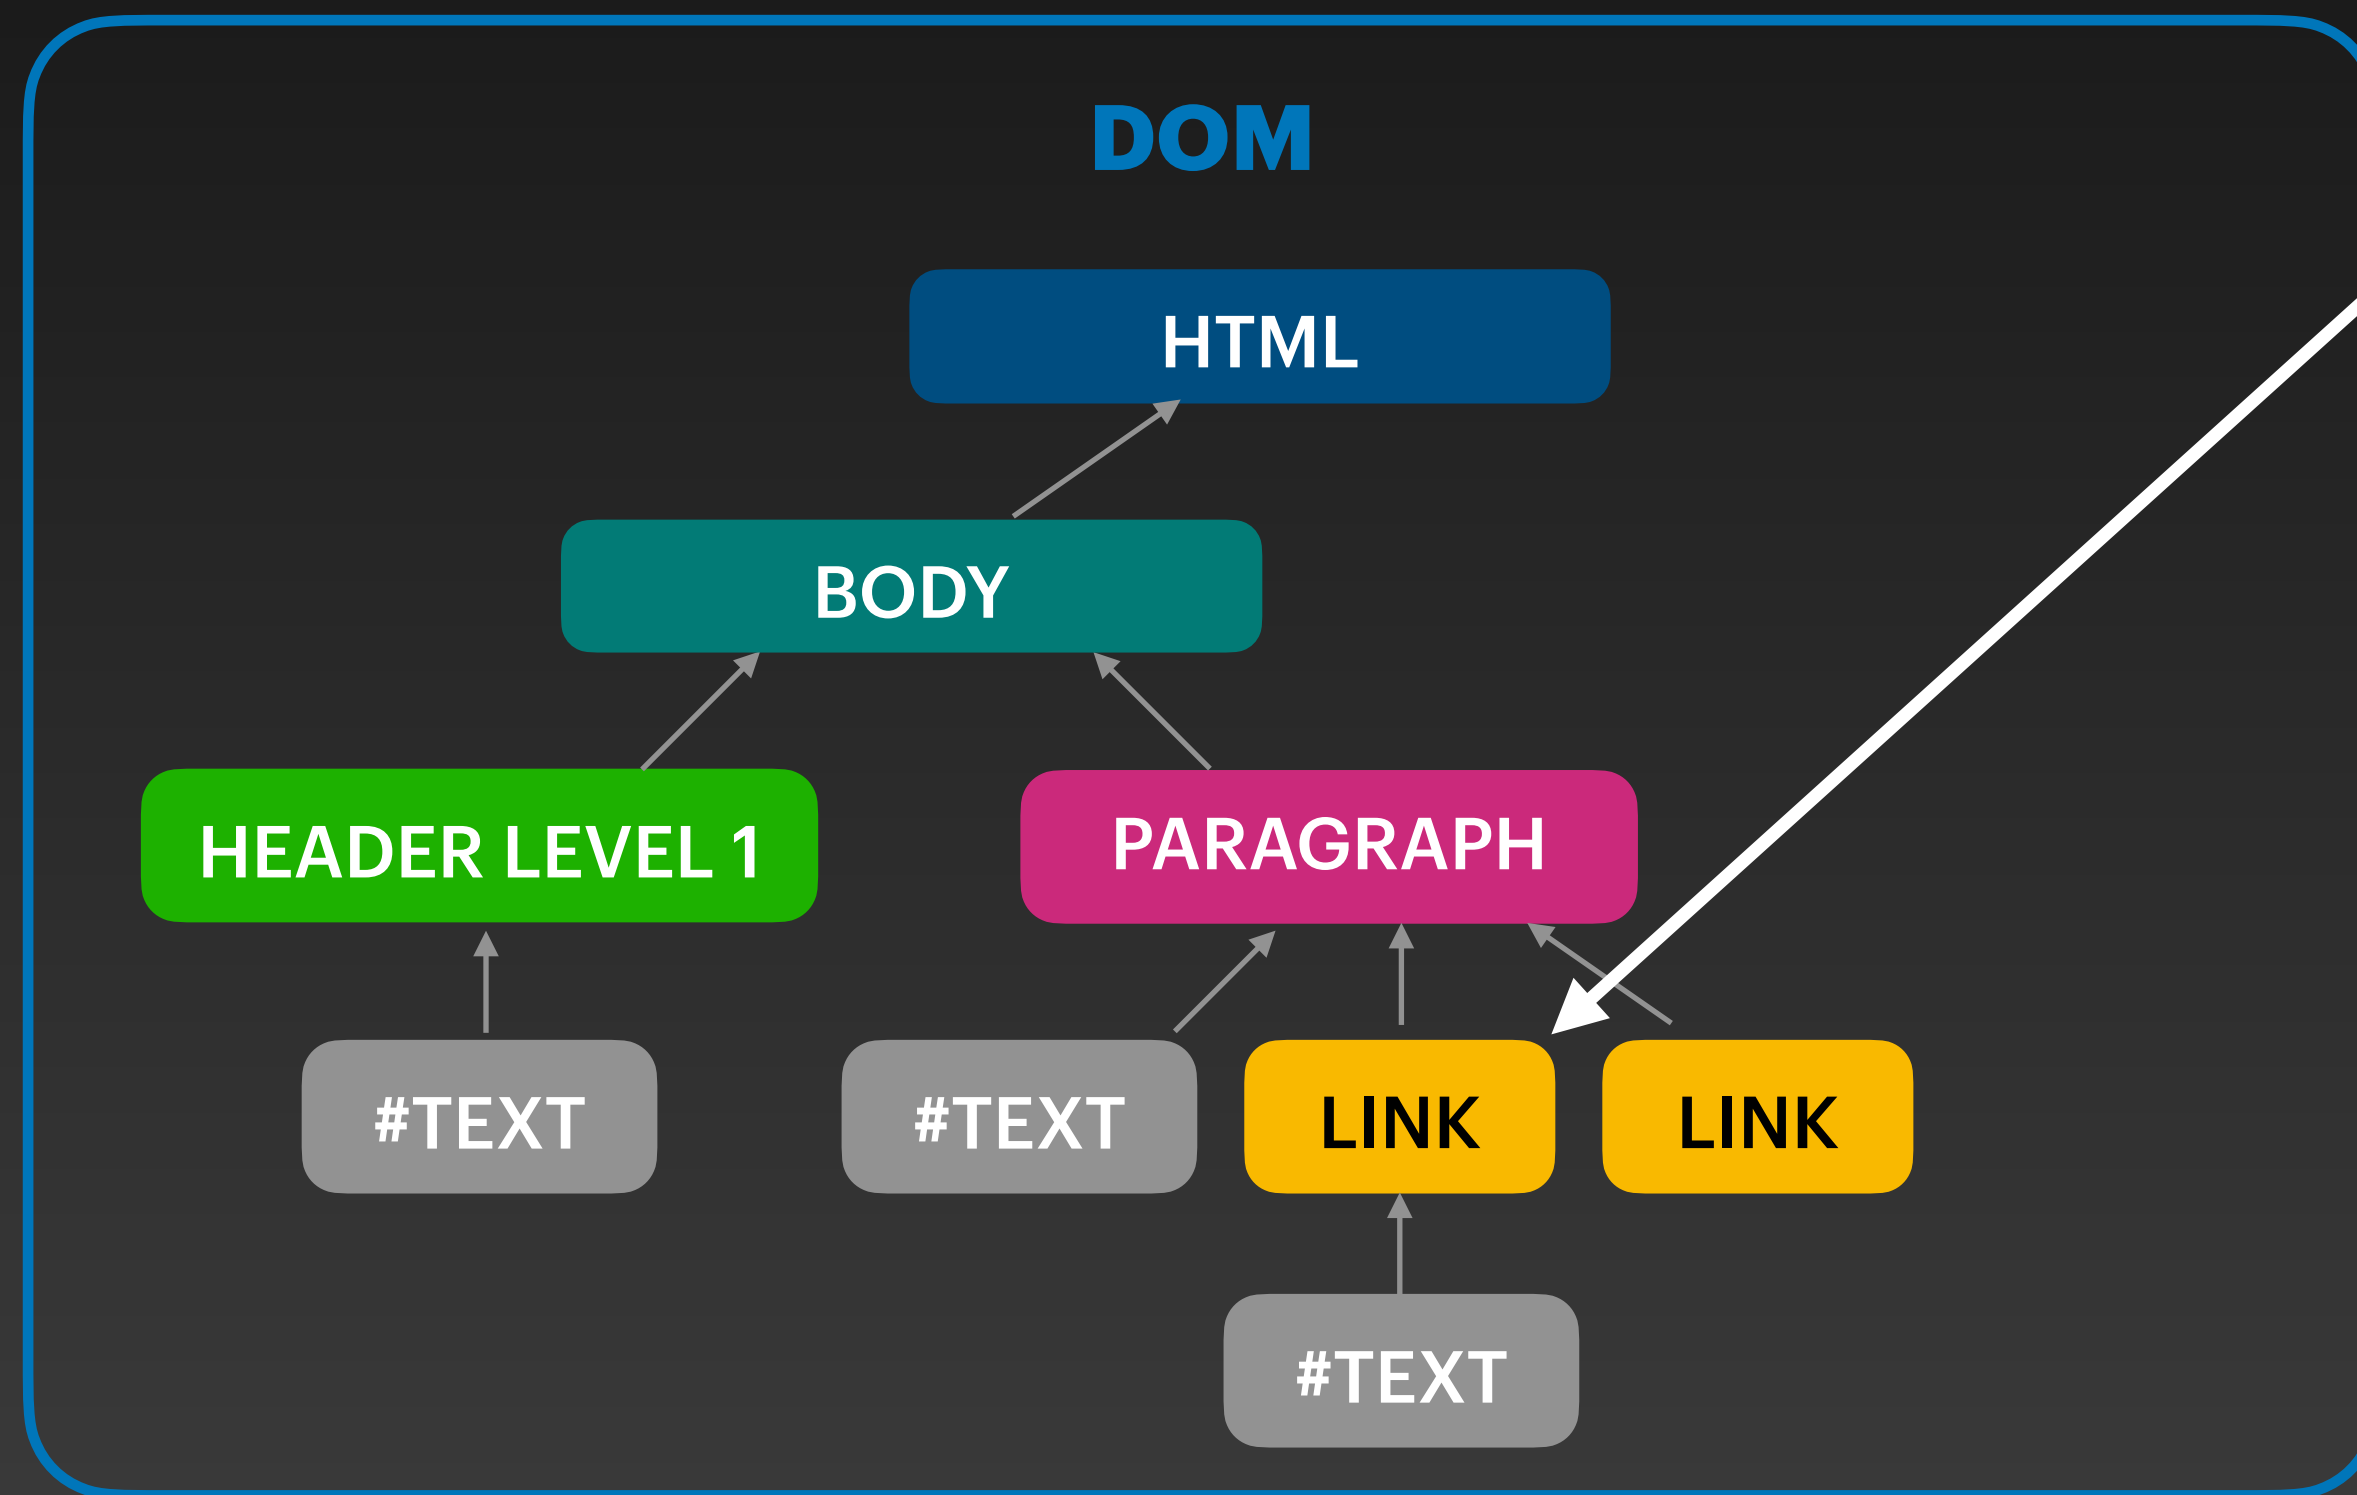 DOM
HTML
BODY
HEADER LEVEL 1
PARAGRAPH
#TEXT
#TEXT
LINK
LINK
#TEXT